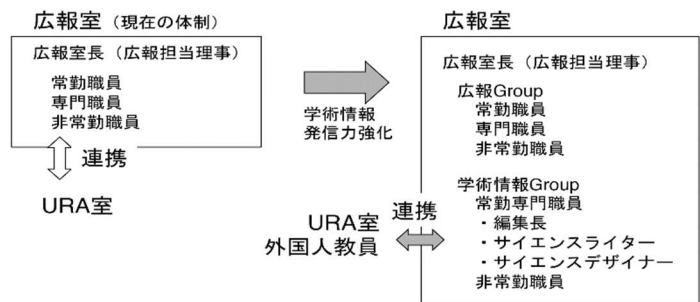 広報室（現在の体制）
広報室長（広報担当理事）
常勤職員
専門職員
非常勤職員
連携
URA室
学術情報
発信力強化
広報室
広報室長（広報担当理事）
広報Group
常勤職員
専門職員
非常勤職員
学術情報Group
常勤専門職員
・編集長
・サイエンスライター
・サイエンスデザイナー
非常勤職員
連携
URA室
外国人教員